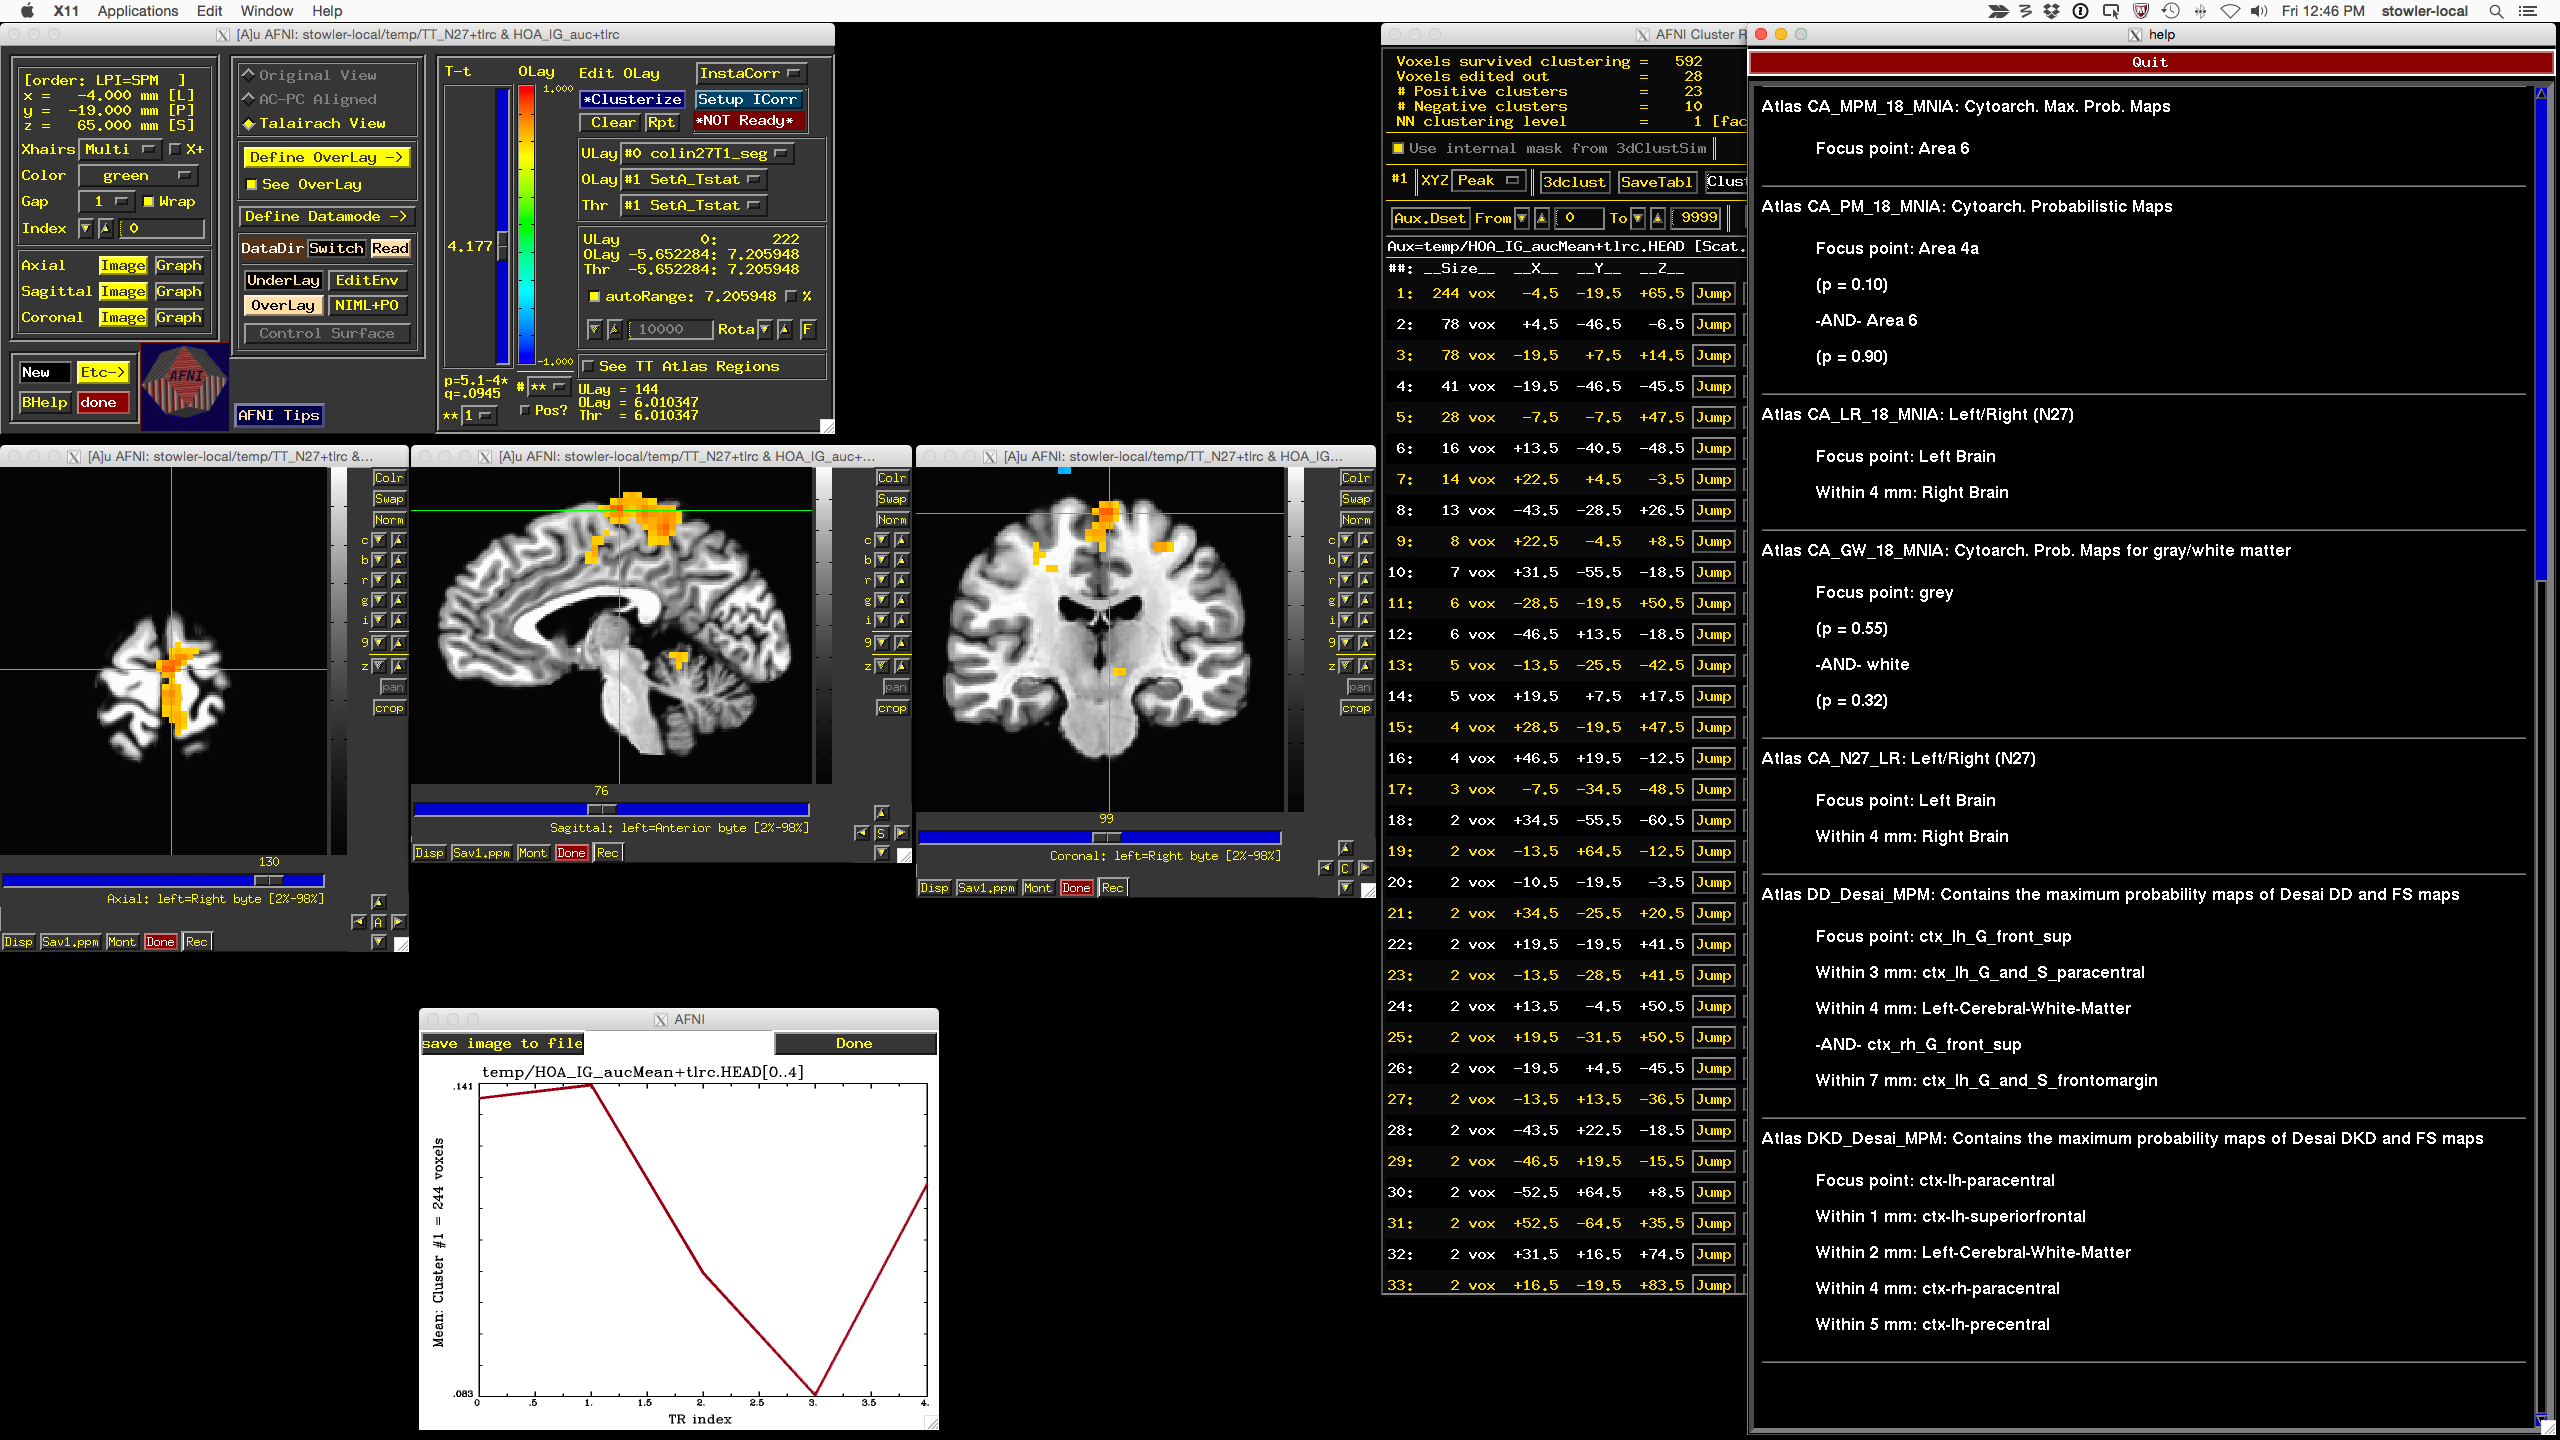 X11 Applications Edit Window Help
Fri 12:46 PM stowler-local
[A]u AFNI: stowler-local/temp/TT_N27+tlrc & HOA_IG_auc+tlrc
[order: LPI=SPM ]
x = -4.000 mm [L]
y = -19.000 mm [P]
z = 65.000 mm [S]
Xhairs Multi X+
Color green
Gap 1 Wrap
Index 0
Axial Image Graph
Sagittal Image Graph
Coronal Image Graph
New Etc->
BHelp done
AFNI
Original View
AC-PC Aligned
Talairach View
Define OverLay ->
See OverLay
Define Datamode ->
DataDir Switch Read
UnderLay EditEnv
OverLay NIML+PO
Control Surface
AFNI Tips
T-t
4.177
p=5.1-4*
q=.0945
** 1
OLay
1.000
-1.000
# **
Pos?
Edit OLay InstaCorr
*Clusterize Setup ICorr
Clear Rpt *NOT Ready*
ULay #0 colin27T1_seg
OLay #1 SetA_Tstat
Thr #1 SetA_Tstat
ULay 0: 222
OLay -5.652284: 7.205948
Thr -5.652284: 7.205948
autoRange: 7.205948 %
10000 Rota F
See TT Atlas Regions
ULay = 144
OLay = 6.010347
Thr = 6.010347
[A]u AFNI: stowler-local/temp/TT_N27+tlrc &...
Colr
Swap
Norm
c
b
r
g
i
9
z
pan
crop
130
Axial: left=Right byte [2%-98%]
A
Disp Sav1.ppm Mont Done Rec
[A]u AFNI: stowler-local/temp/TT_N27+tlrc & HOA_IG_auc+...
Colr
Swap
Norm
c
b
r
g
i
9
z
pan
crop
76
Sagittal: left=Anterior byte [2%-98%]
S
Disp Sav1.ppm Mont Done Rec
[A]u AFNI: stowler-local/temp/TT_N27+tlrc & HOA_IG...
Colr
Swap
Norm
c
b
r
g
i
9
z
pan
crop
99
Coronal: left=Right byte [2%-98%]
C
Disp Sav1.ppm Mont Done Rec
AFNI
save image to file Done
temp/HOA_IG_aucMean+tlrc.HEAD[0..4]
.141
Mean: Cluster #1 = 244 voxels
.083
0 .5 1. 1.5 2. 2.5 3. 3.5 4.
TR index
AFNI Cluster R
Voxels survived clustering = 592
Voxels edited out = 28
# Positive clusters = 23
# Negative clusters = 10
NN clustering level = 1 [fac
Use internal mask from 3dClustSim
#1 XYZ Peak 3dclust SaveTabl Clust
Aux.Dset From 0 To 9999
Aux=temp/HOA_IG_aucMean+tlrc.HEAD [Scat.
##: __Size__ __X__ __Y__ __Z__
1: 244 vox -4.5 -19.5 +65.5 Jump
2: 78 vox +4.5 -46.5 -6.5 Jump
3: 78 vox -19.5 +7.5 +14.5 Jump
4: 41 vox -19.5 -46.5 -45.5 Jump
5: 28 vox -7.5 -7.5 +47.5 Jump
6: 16 vox +13.5 -40.5 -48.5 Jump
7: 14 vox +22.5 +4.5 -3.5 Jump
8: 13 vox -43.5 -28.5 +26.5 Jump
9: 8 vox +22.5 -4.5 +8.5 Jump
10: 7 vox +31.5 -55.5 -18.5 Jump
11: 6 vox -28.5 -19.5 +50.5 Jump
12: 6 vox -46.5 +13.5 -18.5 Jump
13: 5 vox -13.5 -25.5 -42.5 Jump
14: 5 vox +19.5 +7.5 +17.5 Jump
15: 4 vox +28.5 -19.5 +47.5 Jump
16: 4 vox +46.5 +19.5 -12.5 Jump
17: 3 vox -7.5 -34.5 -48.5 Jump
18: 2 vox +34.5 -55.5 -60.5 Jump
19: 2 vox -13.5 +64.5 -12.5 Jump
20: 2 vox -10.5 -19.5 -3.5 Jump
21: 2 vox +34.5 -25.5 +20.5 Jump
22: 2 vox +19.5 -19.5 +41.5 Jump
23: 2 vox -13.5 -28.5 +41.5 Jump
24: 2 vox +13.5 -4.5 +50.5 Jump
25: 2 vox +19.5 -31.5 +50.5 Jump
26: 2 vox -19.5 +4.5 -45.5 Jump
27: 2 vox -13.5 +13.5 -36.5 Jump
28: 2 vox -43.5 +22.5 -18.5 Jump
29: 2 vox -46.5 +19.5 -15.5 Jump
30: 2 vox -52.5 +64.5 +8.5 Jump
31: 2 vox +52.5 -64.5 +35.5 Jump
32: 2 vox +31.5 +16.5 +74.5 Jump
33: 2 vox +16.5 -19.5 +83.5 Jump
help
Quit
Atlas CA_MPM_18_MNIA: Cytoarch. Max. Prob. Maps
Focus point: Area 6
Atlas CA_PM_18_MNIA: Cytoarch. Probabilistic Maps
Focus point: Area 4a
(p = 0.10)
-AND- Area 6
(p = 0.90)
Atlas CA_LR_18_MNIA: Left/Right (N27)
Focus point: Left Brain
Within 4 mm: Right Brain
Atlas CA_GW_18_MNIA: Cytoarch. Prob. Maps for gray/white matter
Focus point: grey
(p = 0.55)
-AND- white
(p = 0.32)
Atlas CA_N27_LR: Left/Right (N27)
Focus point: Left Brain
Within 4 mm: Right Brain
Atlas DD_Desai_MPM: Contains the maximum probability maps of Desai DD and FS maps
Focus point: ctx_lh_G_front_sup
Within 3 mm: ctx_lh_G_and_S_paracentral
Within 4 mm: Left-Cerebral-White-Matter
-AND- ctx_rh_G_front_sup
Within 7 mm: ctx_lh_G_and_S_frontomargin
Atlas DKD_Desai_MPM: Contains the maximum probability maps of Desai DKD and FS maps
Focus point: ctx-lh-paracentral
Within 1 mm: ctx-lh-superiorfrontal
Within 2 mm: Left-Cerebral-White-Matter
Within 4 mm: ctx-rh-paracentral
Within 5 mm: ctx-lh-precentral